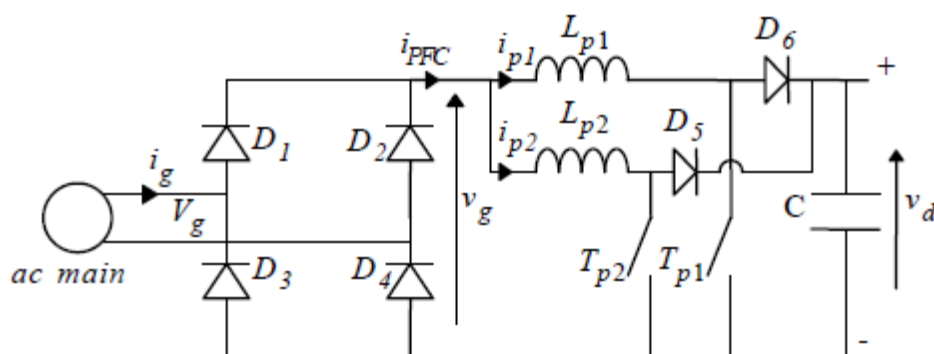 i_PFC
i_p1
L_p1
D_6
+
i_p2
L_p2
D_5
D_1
D_2
i_g
V_g
v_g
T_p2
T_p1
C
v_d
ac main
D_3
D_4
-